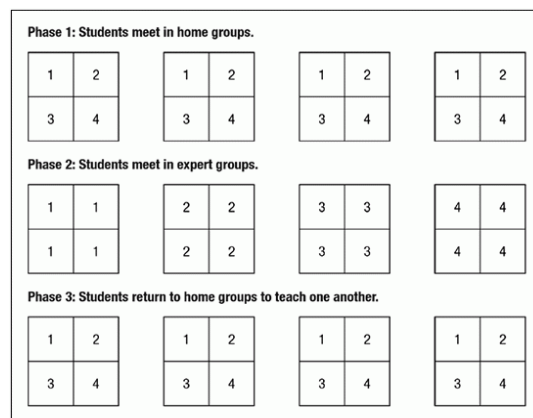 Phase 1: Students meet in home groups.
1 2 1 2 1 2 1 2
3 4 3 4 3 4 3 4
Phase 2: Students meet in expert groups.
1 1 2 2 3 3 4 4
1 1 2 2 3 3 4 4
Phase 3: Students return to home groups to teach one another.
1 2 1 2 1 2 1 2
3 4 3 4 3 4 3 4